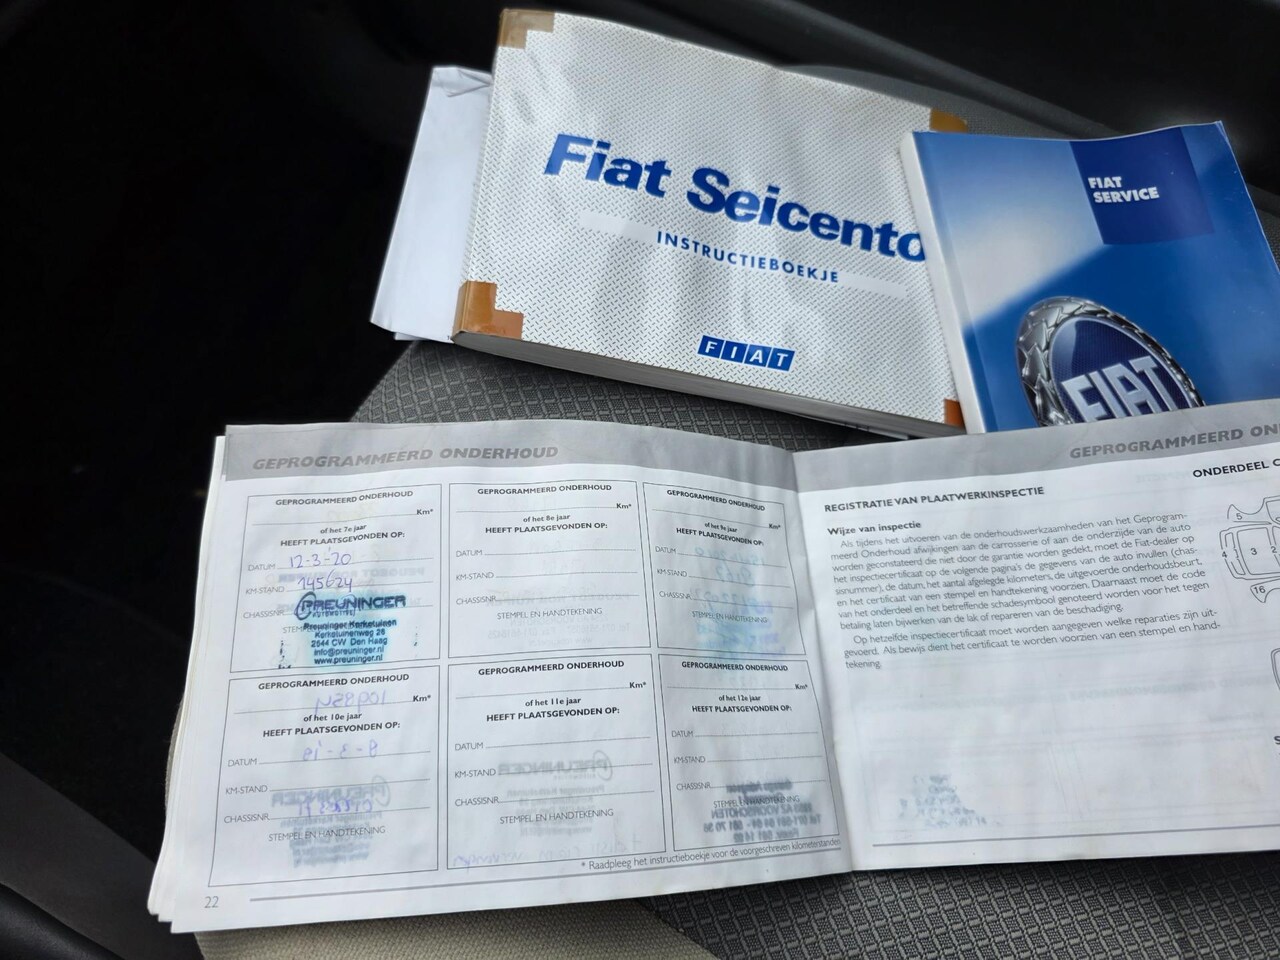 Fiat Seicento
INSTRUCTIEBOEKJE
FIAT
FIAT
SERVICE
FIAT
GEPROGRAMMEERD ONDERHOUD
GEPROGRAMMEERD ONDERHOUD
Km*
of het 7e jaar
HEEFT PLAATSGEVONDEN OP:
DATUM 12-3-'20
KM-STAND 145624
CHASSISNR.
PREUNINGER
Preuninger Kerketuinen
Kerketuinenweg 26
2544 CW Den Haag
info@preuninger.nl
www.preuninger.nl
GEPROGRAMMEERD ONDERHOUD
Km*
of het 8e jaar
HEEFT PLAATSGEVONDEN OP:
DATUM
KM-STAND
CHASSISNR.
STEMPEL EN HANDTEKENING
GEPROGRAMMEERD ONDERHOUD
Km*
of het 9e jaar
HEEFT PLAATSGEVONDEN OP:
DATUM
KM-STAND
CHASSISNR.
STEMPEL EN HANDTEKENING
GEPROGRAMMEERD ONDERHOUD
Km*
of het 10e jaar
HEEFT PLAATSGEVONDEN OP:
DATUM
KM-STAND
CHASSISNR.
STEMPEL EN HANDTEKENING
GEPROGRAMMEERD ONDERHOUD
Km*
of het 11e jaar
HEEFT PLAATSGEVONDEN OP:
DATUM
KM-STAND
CHASSISNR.
STEMPEL EN HANDTEKENING
GEPROGRAMMEERD ONDERHOUD
Km*
of het 12e jaar
HEEFT PLAATSGEVONDEN OP:
DATUM
KM-STAND
CHASSISNR.
STEMPEL EN HANDTEKENING
* Raadpleeg het instructieboekje voor de voorgeschreven kilometerstanden
22
GEPROGRAMMEERD ON
ONDERDEEL C
REGISTRATIE VAN PLAATWERKINSPECTIE
Wijze van inspectie
Als tijdens het uitvoeren van de onderhoudswerkzaamheden van het Geprogram-
meerd Onderhoud afwijkingen aan de carrosserie of aan de onderzijde van de auto
worden geconstateerd die niet door de garantie worden gedekt, moet de Fiat-dealer op
het inspectiecertificaat op de volgende pagina's de gegevens van de auto invullen (chas-
sisnummer), de datum, het aantal afgelegde kilometers, de uitgevoerde onderhoudsbeurt,
en het certificaat van een stempel en handtekening voorzien. Daarnaast moet de code
van het onderdeel en het betreffende schadesymbool genoteerd worden voor het tegen
betaling laten bijwerken van de lak of repareren van de beschadiging.
Op hetzelfde inspectiecertificaat moet worden aangegeven welke reparaties zijn uit-
gevoerd. Als bewijs dient het certificaat te worden voorzien van een stempel en hand-
tekening.
5
4
3
2
16